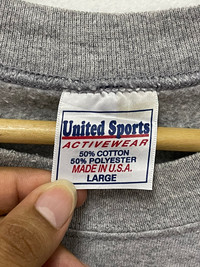 United Sports
ACTIVEWEAR
50% COTTON
50% POLYESTER
MADE IN U.S.A.
LARGE